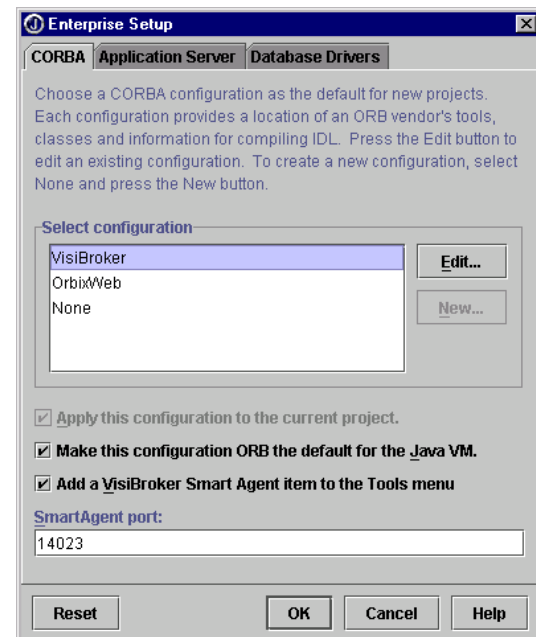 Enterprise Setup
CORBA Application Server Database Drivers
Choose a CORBA configuration as the default for new projects.
Each configuration provides a location of an ORB vendor's tools,
classes and information for compiling IDL. Press the Edit button to
edit an existing configuration. To create a new configuration, select
None and press the New button.
Select configuration
VisiBroker
Edit...
OrbixWeb
None
New...
Apply this configuration to the current project.
Make this configuration ORB the default for the Java VM.
Add a VisiBroker Smart Agent item to the Tools menu
SmartAgent port:
14023
Reset OK Cancel Help